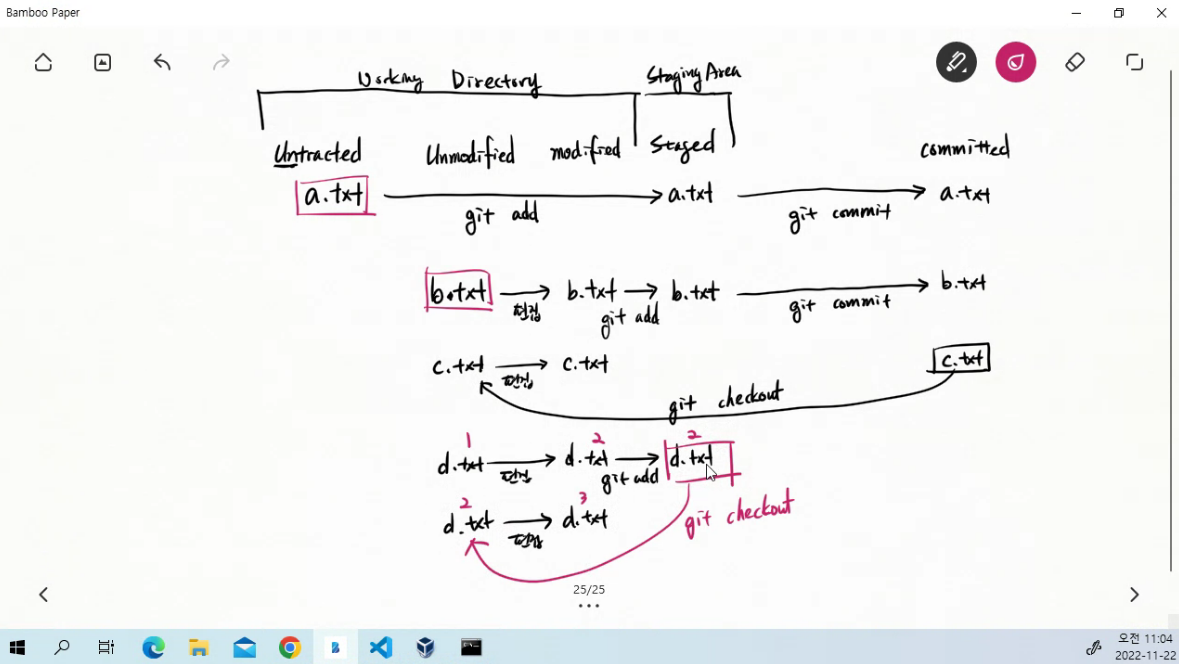 Bamboo Paper
Working Directory Staging Area
Untracted Unmodified modified Staged committed
a.txt a.txt a.txt
git add git commit
b.txt b.txt b.txt b.txt
편집 git add git commit
c.txt c.txt c.txt
편집
git checkout
1 2 2
d.txt d.txt d.txt
편집 git add
2 3
d.txt d.txt git checkout
편집
25/25
오전 11:04
2022-11-22